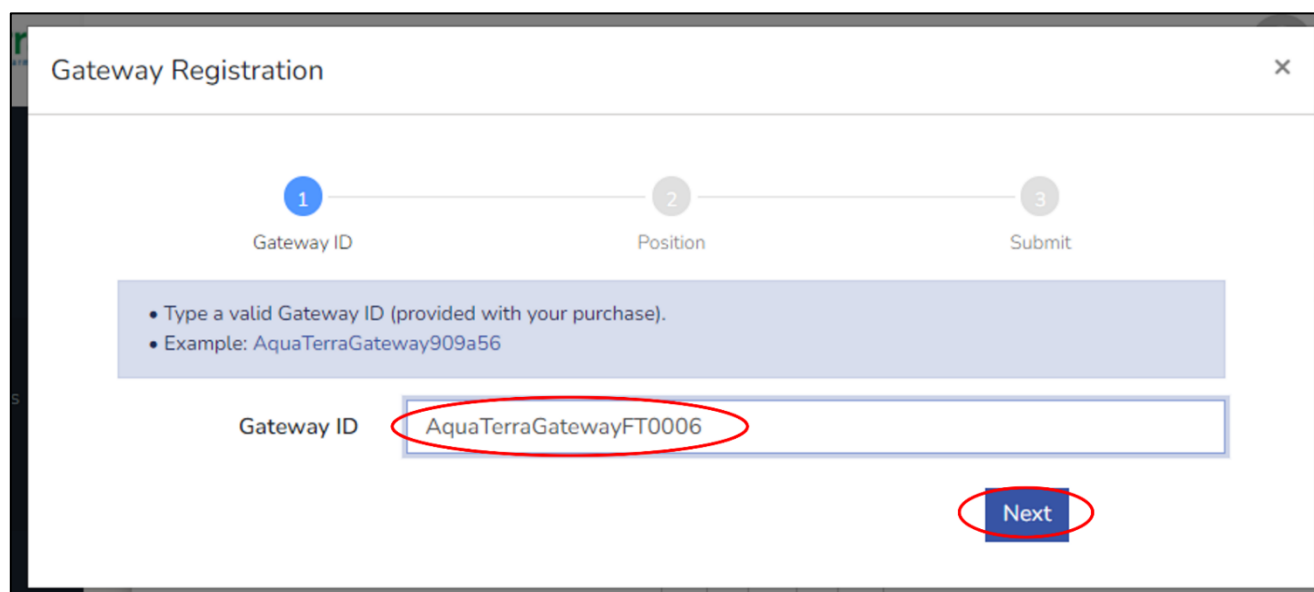 Gateway Registration
×
1
2
3
Gateway ID
Position
Submit
• Type a valid Gateway ID (provided with your purchase).
• Example: AquaTerraGateway909a56
Gateway ID
AquaTerraGatewayFT0006
Next